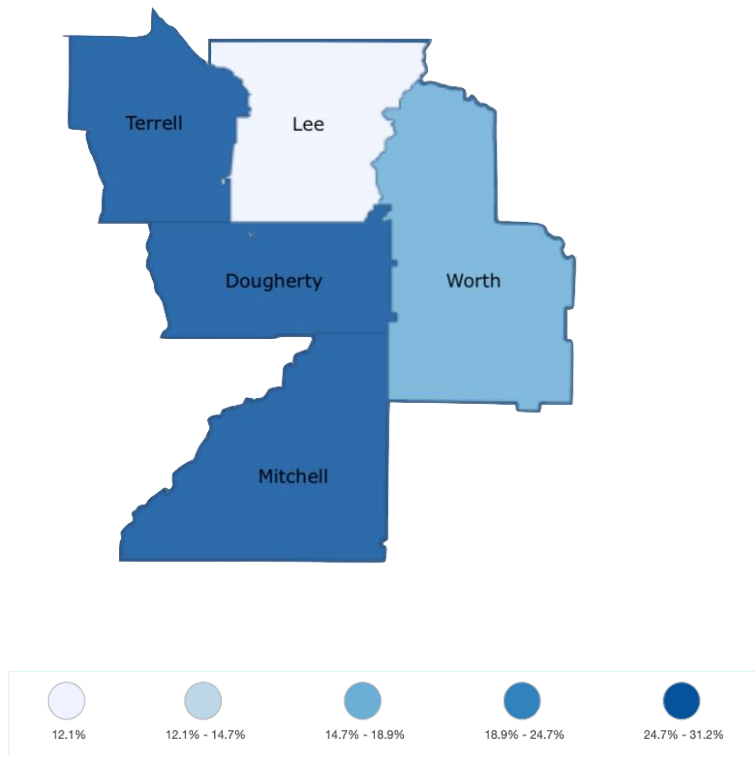 Terrell
Lee
Dougherty
Worth
Mitchell
12.1%
12.1% - 14.7%
14.7% - 18.9%
18.9% - 24.7%
24.7% - 31.2%